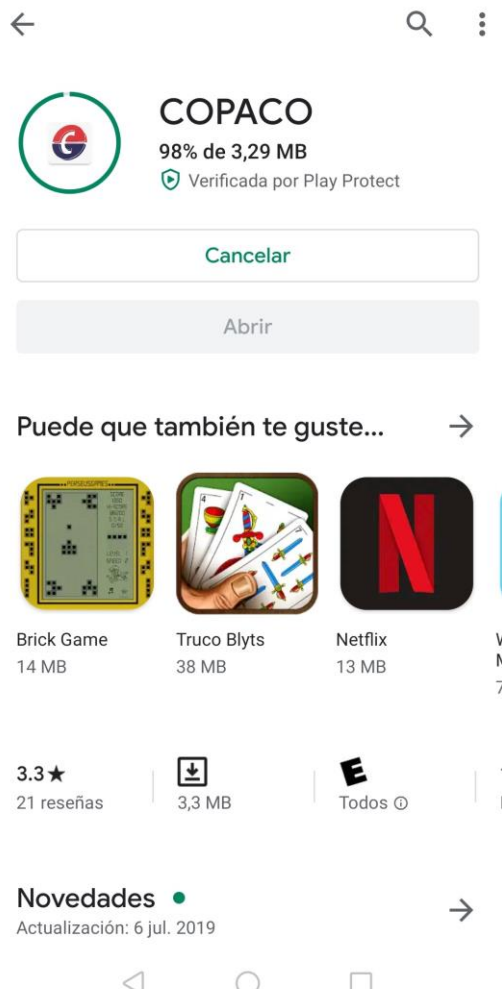 COPACO
98% de 3,29 MB
Verificada por Play Protect
Cancelar
Abrir
Puede que también te guste...
Brick Game
14 MB
Truco Blyts
38 MB
Netflix
13 MB
3.3★
21 reseñas
3,3 MB
E
Todos
Novedades
Actualización: 6 jul. 2019